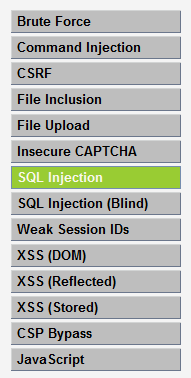 Brute Force
Command Injection
CSRF
File Inclusion
File Upload
Insecure CAPTCHA
SQL Injection
SQL Injection (Blind)
Weak Session IDs
XSS (DOM)
XSS (Reflected)
XSS (Stored)
CSP Bypass
JavaScript